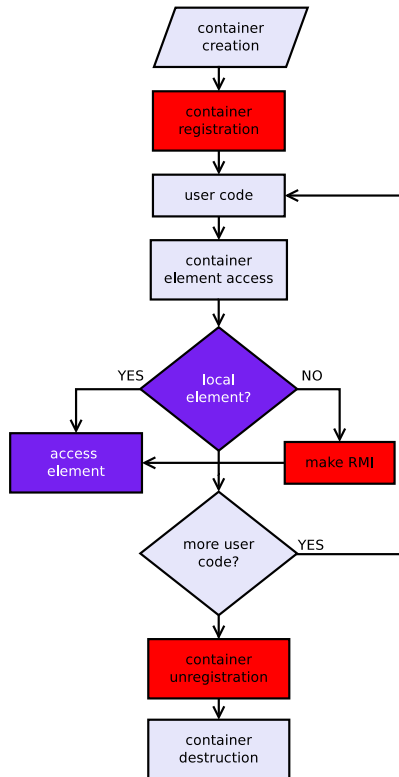 container
creation
container
registration
user code
container
element access
local
element?
YES
NO
access
element
make RMI
more user
code?
YES
container
unregistration
container
destruction